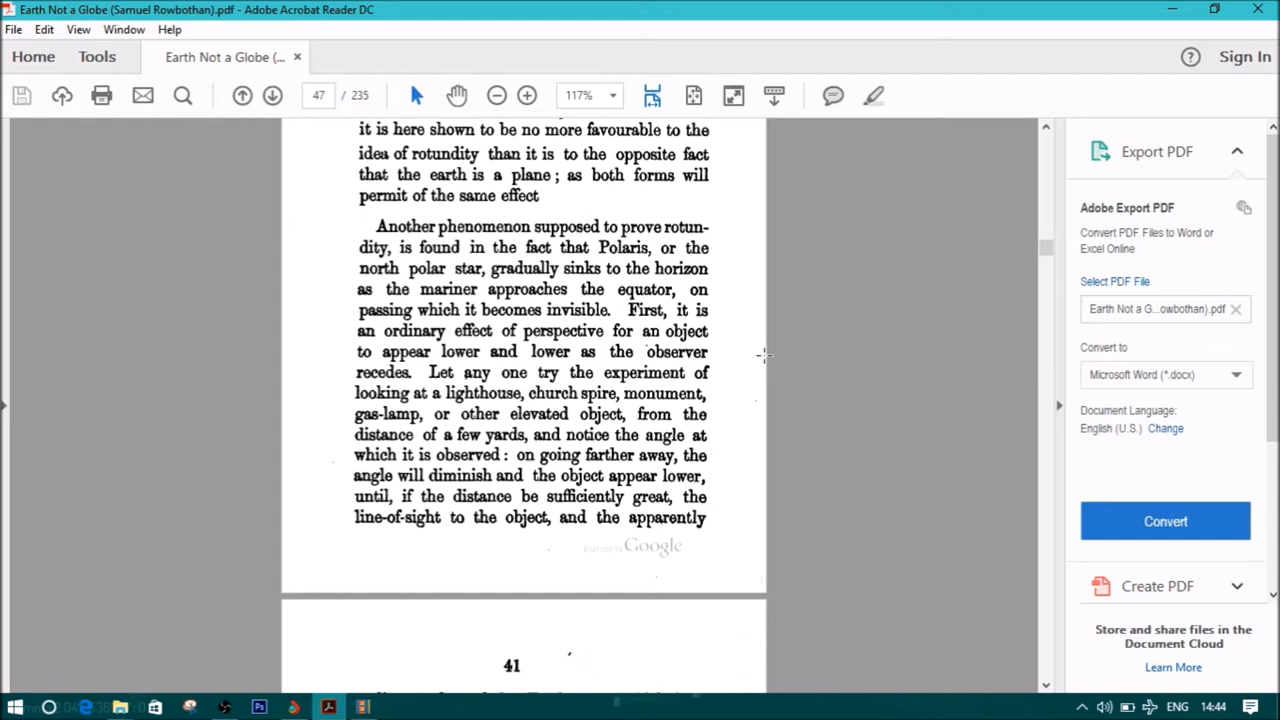 Earth Not a Globe (Samuel Rowbothan).pdf - Adobe Acrobat Reader DC
File Edit View Window Help
Home Tools Earth Not a Globe (... Sign In
47 / 235 117%
it is here shown to be no more favourable to the
idea of rotundity than it is to the opposite fact
that the earth is a plane ; as both forms will
permit of the same effect
Another phenomenon supposed to prove rotun-
dity, is found in the fact that Polaris, or the
north polar star, gradually sinks to the horizon
as the mariner approaches the equator, on
passing which it becomes invisible. First, it is
an ordinary effect of perspective for an object
to appear lower and lower as the observer
recedes. Let any one try the experiment of
looking at a lighthouse, church spire, monument,
gas-lamp, or other elevated object, from the
distance of a few yards, and notice the angle at
which it is observed : on going farther away, the
angle will diminish and the object appear lower,
until, if the distance be sufficiently great, the
line-of-sight to the object, and the apparently
Google
41
Export PDF
Adobe Export PDF
Convert PDF Files to Word or
Excel Online
Select PDF File
Earth Not a G...owbothan).pdf
Convert to
Microsoft Word (*.docx)
Document Language:
English (U.S.) Change
Convert
Create PDF
Store and share files in the
Document Cloud
Learn More
ENG 14:44